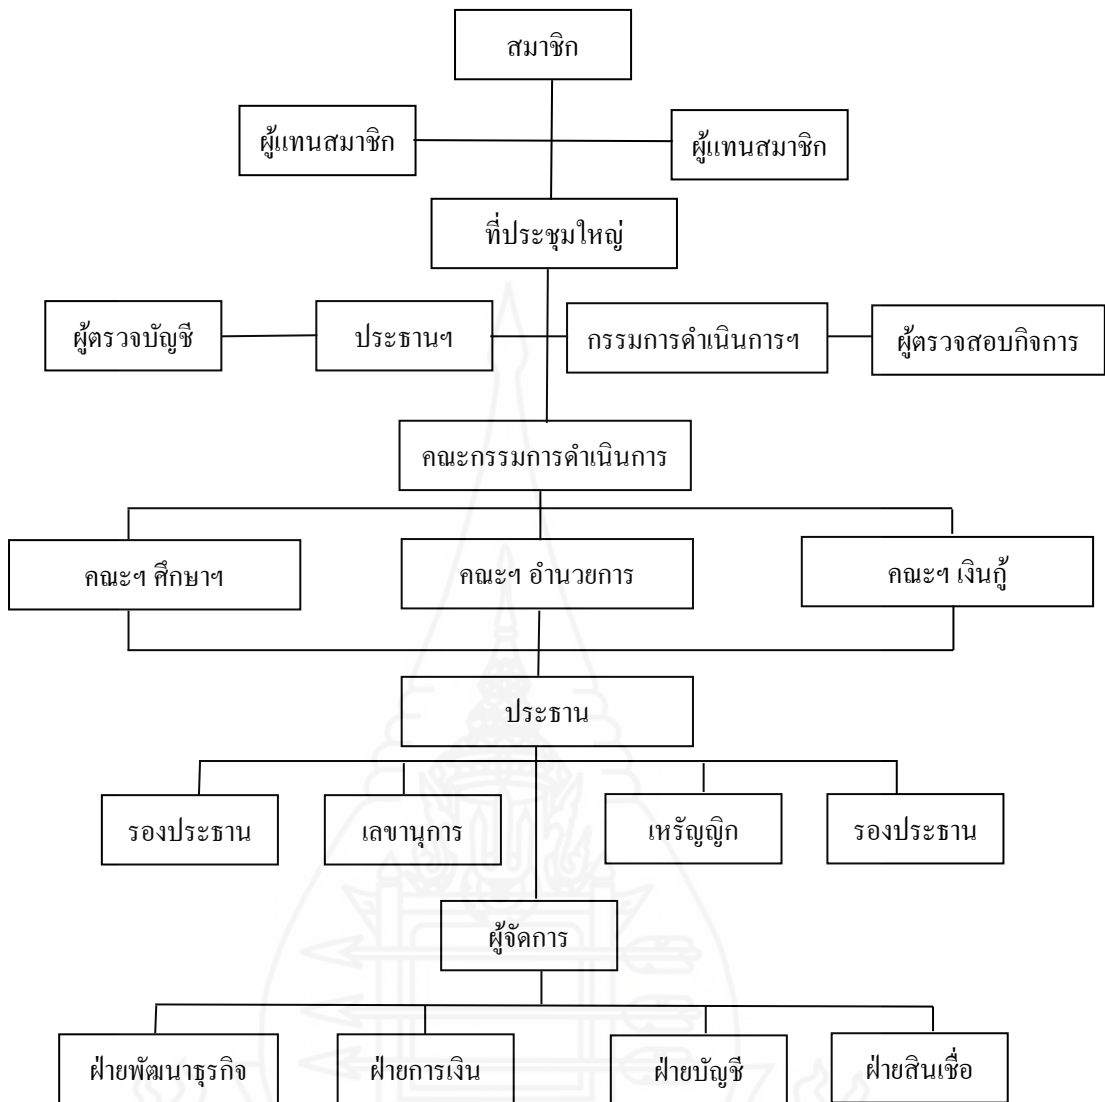 สมาชิก
ผู้แทนสมาชิก
ผู้แทนสมาชิก
ที่ประชุมใหญ่
ผู้ตรวจบัญชี
ประธานฯ
กรรมการดำเนินการฯ
ผู้ตรวจสอบกิจการ
คณะกรรมการดำเนินการ
คณะฯ ศึกษาฯ
คณะฯ อำนวยการ
คณะฯ เงินกู้
ประธาน
รองประธาน
เลขานุการ
เหรัญญิก
รองประธาน
ผู้จัดการ
ฝ่ายพัฒนาธุรกิจ
ฝ่ายการเงิน
ฝ่ายบัญชี
ฝ่ายสินเชื่อ